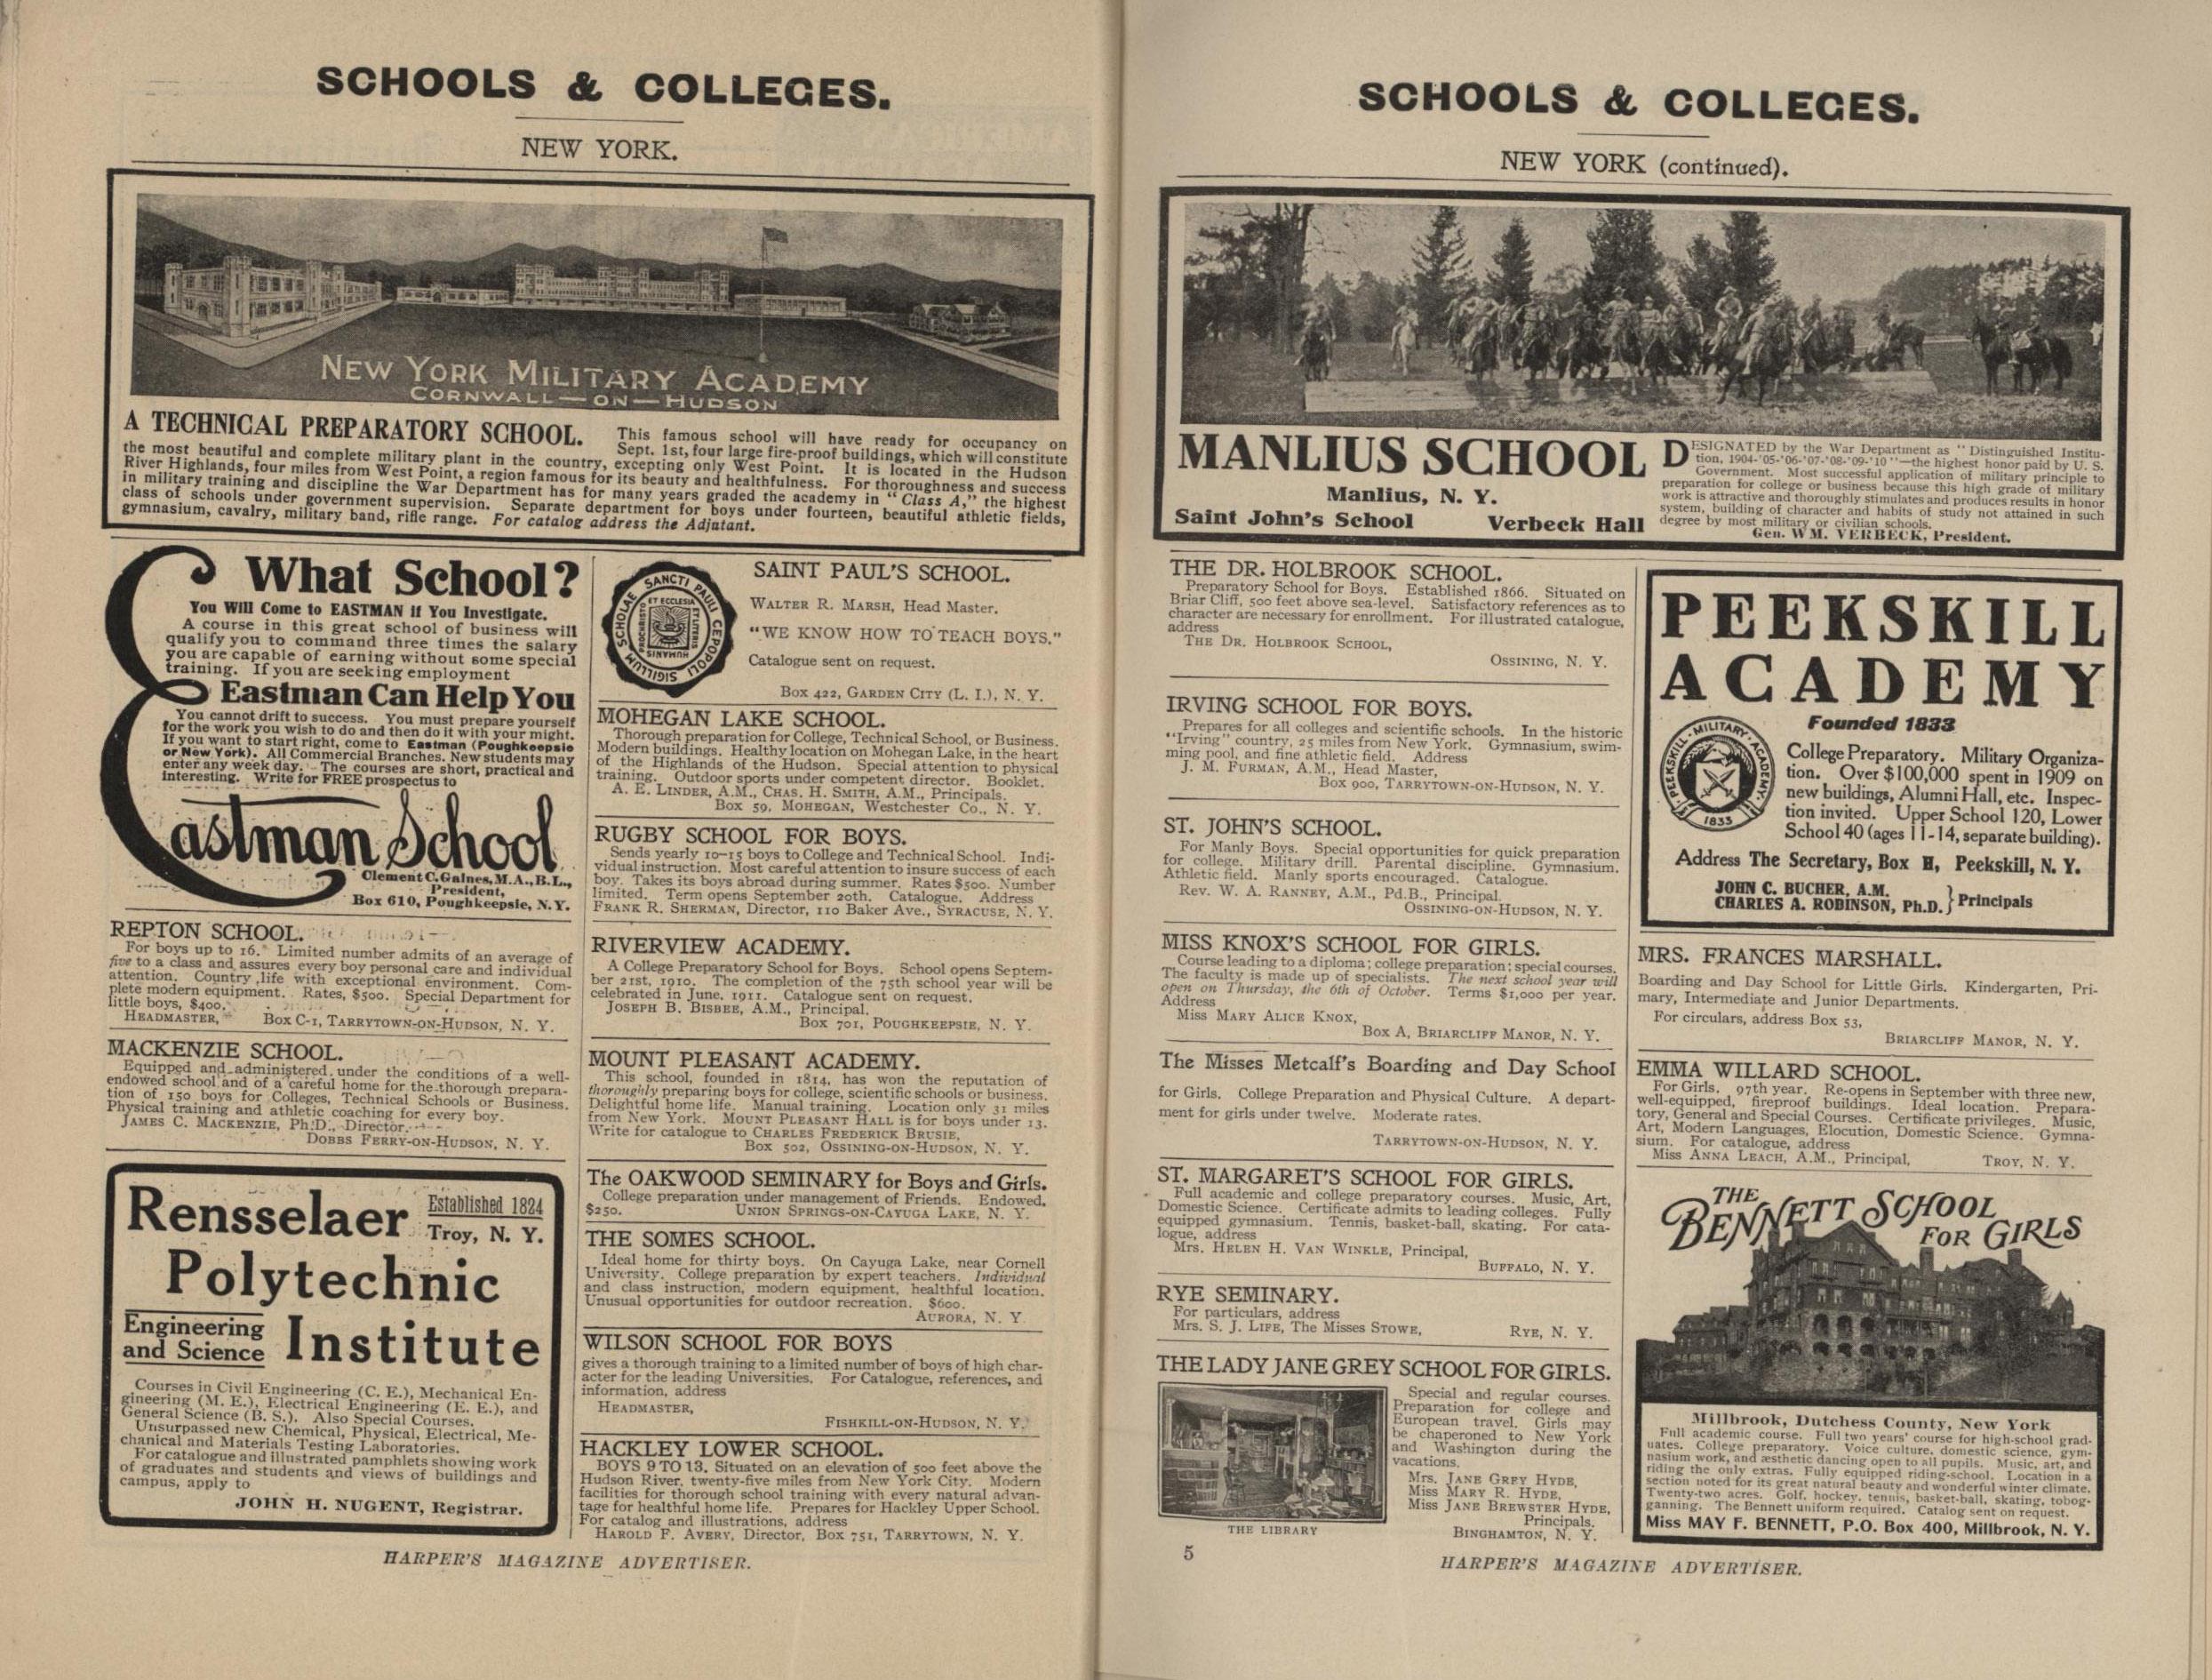 SCHOOLS & COLLEGES.
NEW YORK.
NEW YORK MILITARY ACADEMY
CORNWALL—ON—HUDSON
A TECHNICAL PREPARATORY SCHOOL. This famous school will have ready for occupancy on
Sept. 1st, four large fire-proof buildings, which will constitute
the most beautiful and complete military plant in the country, excepting only West Point. It is located in the Hudson
River Highlands, four miles from West Point, a region famous for its beauty and healthfulness. For thoroughness and success
in military training and discipline the War Department has for many years graded the academy in "Class A," the highest
class of schools under government supervision. Separate department for boys under fourteen, beautiful athletic fields,
gymnasium, cavalry, military band, rifle range. For catalog address the Adjutant.
What School?
You Will Come to EASTMAN if You Investigate.
A course in this great school of business will
qualify you to command three times the salary
you are capable of earning without some special
training. If you are seeking employment
Eastman Can Help You
You cannot drift to success. You must prepare yourself
for the work you wish to do and then do it with your might.
If you want to start right, come to Eastman (Poughkeepsie
or New York). All Commercial Branches. New students may
enter any week day. The courses are short, practical and
interesting. Write for FREE prospectus to
Eastman School
Clement C. Gaines, M.A., B.L.,
President,
Box 610, Poughkeepsie, N.Y.
REPTON SCHOOL.
For boys up to 16. Limited number admits of an average of
five to a class and assures every boy personal care and individual
attention. Country life with exceptional environment. Com-
plete modern equipment. Rates, $500. Special Department for
little boys, $400.
HEADMASTER, Box C-1, TARRYTOWN-ON-HUDSON, N. Y.
MACKENZIE SCHOOL.
Equipped and administered under the conditions of a well-
endowed school and of a careful home for the thorough prepara-
tion of 150 boys for Colleges, Technical Schools or Business.
Physical training and athletic coaching for every boy.
JAMES C. MACKENZIE, Ph.D., Director.
DOBBS FERRY-ON-HUDSON, N. Y.
Rensselaer Established 1824
Troy, N. Y.
Polytechnic
Engineering
and Science Institute
Courses in Civil Engineering (C. E.), Mechanical En-
gineering (M. E.), Electrical Engineering (E. E.), and
General Science (B. S.). Also Special Courses.
Unsurpassed new Chemical, Physical, Electrical, Me-
chanical and Materials Testing Laboratories.
For catalogue and illustrated pamphlets showing work
of graduates and students and views of buildings and
campus, apply to
JOHN H. NUGENT, Registrar.
SIGILLUM SCHOLAE SANCTI PAULI CEPOPOLI
PROCHRISTO ET ECCLESIA ET LITERIS HUMANIS
SAINT PAUL'S SCHOOL.
WALTER R. MARSH, Head Master.
"WE KNOW HOW TO TEACH BOYS."
Catalogue sent on request.
Box 422, GARDEN CITY (L. I.), N. Y.
MOHEGAN LAKE SCHOOL.
Thorough preparation for College, Technical School, or Business.
Modern buildings. Healthy location on Mohegan Lake, in the heart
of the Highlands of the Hudson. Special attention to physical
training. Outdoor sports under competent director. Booklet.
A. E. LINDER, A.M., CHAS. H. SMITH, A.M., Principals.
Box 59, MOHEGAN, Westchester Co., N. Y.
RUGBY SCHOOL FOR BOYS.
Sends yearly 10-15 boys to College and Technical School. Indi-
vidual instruction. Most careful attention to insure success of each
boy. Takes its boys abroad during summer. Rates $500. Number
limited. Term opens September 20th. Catalogue. Address
FRANK R. SHERMAN, Director, 110 Baker Ave., SYRACUSE, N. Y.
RIVERVIEW ACADEMY.
A College Preparatory School for Boys. School opens Septem-
ber 21st, 1910. The completion of the 75th school year will be
celebrated in June, 1911. Catalogue sent on request.
JOSEPH B. BISBEE, A.M., Principal.
Box 701, POUGHKEEPSIE, N. Y.
MOUNT PLEASANT ACADEMY.
This school, founded in 1814, has won the reputation of
thoroughly preparing boys for college, scientific schools or business.
Delightful home life. Manual training. Location only 31 miles
from New York. MOUNT PLEASANT HALL is for boys under 13.
Write for catalogue to CHARLES FREDERICK BRUSIE,
Box 502, OSSINING-ON-HUDSON, N. Y.
The OAKWOOD SEMINARY for Boys and Girls.
College preparation under management of Friends. Endowed,
$250. UNION SPRINGS-ON-CAYUGA LAKE, N. Y.
THE SOMES SCHOOL.
Ideal home for thirty boys. On Cayuga Lake, near Cornell
University. College preparation by expert teachers. Individual
and class instruction, modern equipment, healthful location.
Unusual opportunities for outdoor recreation. $600.
AURORA, N. Y.
WILSON SCHOOL FOR BOYS
gives a thorough training to a limited number of boys of high char-
acter for the leading Universities. For Catalogue, references, and
information, address
HEADMASTER,
FISHKILL-ON-HUDSON, N. Y.
HACKLEY LOWER SCHOOL.
BOYS 9 TO 13. Situated on an elevation of 500 feet above the
Hudson River, twenty-five miles from New York City. Modern
facilities for thorough school training with every natural advan-
tage for healthful home life. Prepares for Hackley Upper School.
For catalog and illustrations, address
HAROLD F. AVERY, Director, Box 751, TARRYTOWN, N. Y.
HARPER'S MAGAZINE ADVERTISER.
SCHOOLS & COLLEGES.
NEW YORK (continued).
MANLIUS SCHOOL
Manlius, N. Y.
Saint John's School Verbeck Hall
DESIGNATED by the War Department as "Distinguished Institu-
tion, 1904-'05-'06-'07-'08-'09-'10"—the highest honor paid by U. S.
Government. Most successful application of military principle to
preparation for college or business because this high grade of military
work is attractive and thoroughly stimulates and produces results in honor
system, building of character and habits of study not attained in such
degree by most military or civilian schools.
Gen. WM. VERBECK, President.
THE DR. HOLBROOK SCHOOL.
Preparatory School for Boys. Established 1866. Situated on
Briar Cliff, 500 feet above sea-level. Satisfactory references as to
character are necessary for enrollment. For illustrated catalogue,
address
THE DR. HOLBROOK SCHOOL,
OSSINING, N. Y.
IRVING SCHOOL FOR BOYS.
Prepares for all colleges and scientific schools. In the historic
"Irving" country, 25 miles from New York. Gymnasium, swim-
ming pool, and fine athletic field. Address
J. M. FURMAN, A.M., Head Master,
Box 900, TARRYTOWN-ON-HUDSON, N. Y.
ST. JOHN'S SCHOOL.
For Manly Boys. Special opportunities for quick preparation
for college. Military drill. Parental discipline. Gymnasium.
Athletic field. Manly sports encouraged. Catalogue.
Rev. W. A. RANNEY, A.M., Pd.B., Principal.
OSSINING-ON-HUDSON, N. Y.
MISS KNOX'S SCHOOL FOR GIRLS.
Course leading to a diploma; college preparation; special courses.
The faculty is made up of specialists. The next school year will
open on Thursday, the 6th of October. Terms $1,000 per year.
Address
Miss MARY ALICE KNOX,
Box A, BRIARCLIFF MANOR, N. Y.
The Misses Metcalf's Boarding and Day School
for Girls. College Preparation and Physical Culture. A depart-
ment for girls under twelve. Moderate rates.
TARRYTOWN-ON-HUDSON, N. Y.
ST. MARGARET'S SCHOOL FOR GIRLS.
Full academic and college preparatory courses. Music, Art,
Domestic Science. Certificate admits to leading colleges. Fully
equipped gymnasium. Tennis, basket-ball, skating. For cata-
logue, address
Mrs. HELEN H. VAN WINKLE, Principal,
BUFFALO, N. Y.
RYE SEMINARY.
For particulars, address
Mrs. S. J. LIFE, The Misses STOWE, RYE, N. Y.
THE LADY JANE GREY SCHOOL FOR GIRLS.
Special and regular courses.
Preparation for college and
European travel. Girls may
be chaperoned to New York
and Washington during the
vacations.
Mrs. JANE GREY HYDE,
Miss MARY R. HYDE,
Miss JANE BREWSTER HYDE,
Principals.
BINGHAMTON, N. Y.
THE LIBRARY
PEEKSKILL
ACADEMY
Founded 1833
PEEKSKILL · MILITARY · ACADEMY ·
1833
College Preparatory. Military Organiza-
tion. Over $100,000 spent in 1909 on
new buildings, Alumni Hall, etc. Inspec-
tion invited. Upper School 120, Lower
School 40 (ages 11-14, separate building).
Address The Secretary, Box H, Peekskill, N. Y.
JOHN C. BUCHER, A.M.
CHARLES A. ROBINSON, Ph.D. } Principals
MRS. FRANCES MARSHALL.
Boarding and Day School for Little Girls. Kindergarten, Pri-
mary, Intermediate and Junior Departments.
For circulars, address Box 53,
BRIARCLIFF MANOR, N. Y.
EMMA WILLARD SCHOOL.
For Girls. 97th year. Re-opens in September with three new,
well-equipped, fireproof buildings. Ideal location. Prepara-
tory, General and Special Courses. Certificate privileges. Music,
Art, Modern Languages, Elocution, Domestic Science. Gymna-
sium. For catalogue, address
Miss ANNA LEACH, A.M., Principal, TROY, N. Y.
THE
BENNETT SCHOOL
FOR GIRLS
Millbrook, Dutchess County, New York
Full academic course. Full two years' course for high-school grad-
uates. College preparatory. Voice culture, domestic science, gym-
nasium work, and æsthetic dancing open to all pupils. Music, art, and
riding the only extras. Fully equipped riding-school. Location in a
section noted for its great natural beauty and wonderful winter climate.
Twenty-two acres. Golf, hockey, tennis, basket-ball, skating, tobog-
ganning. The Bennett uniform required. Catalog sent on request.
Miss MAY F. BENNETT, P.O. Box 400, Millbrook, N. Y.
5
HARPER'S MAGAZINE ADVERTISER.